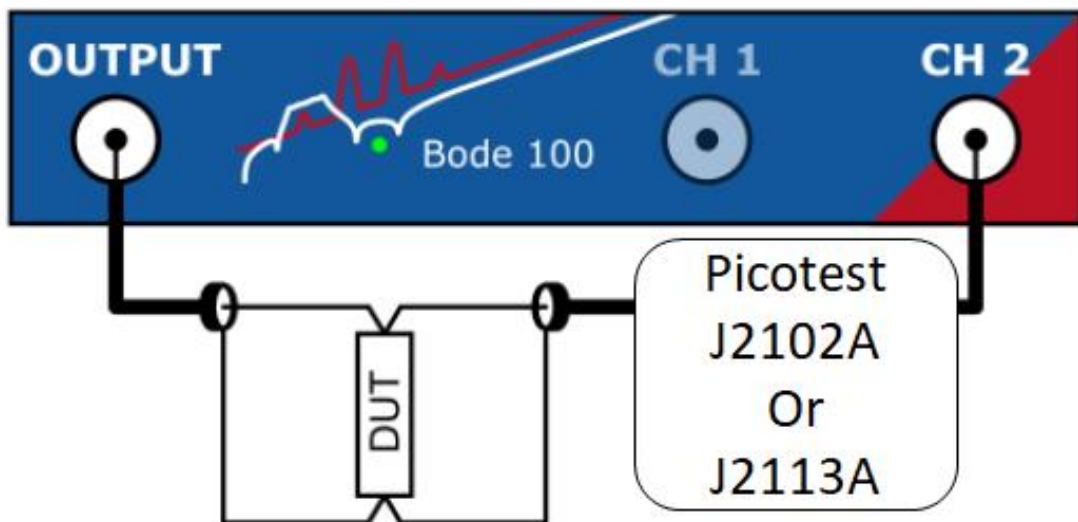 OUTPUT
CH 1
CH 2
Bode 100
DUT
Picotest
J2102A
Or
J2113A